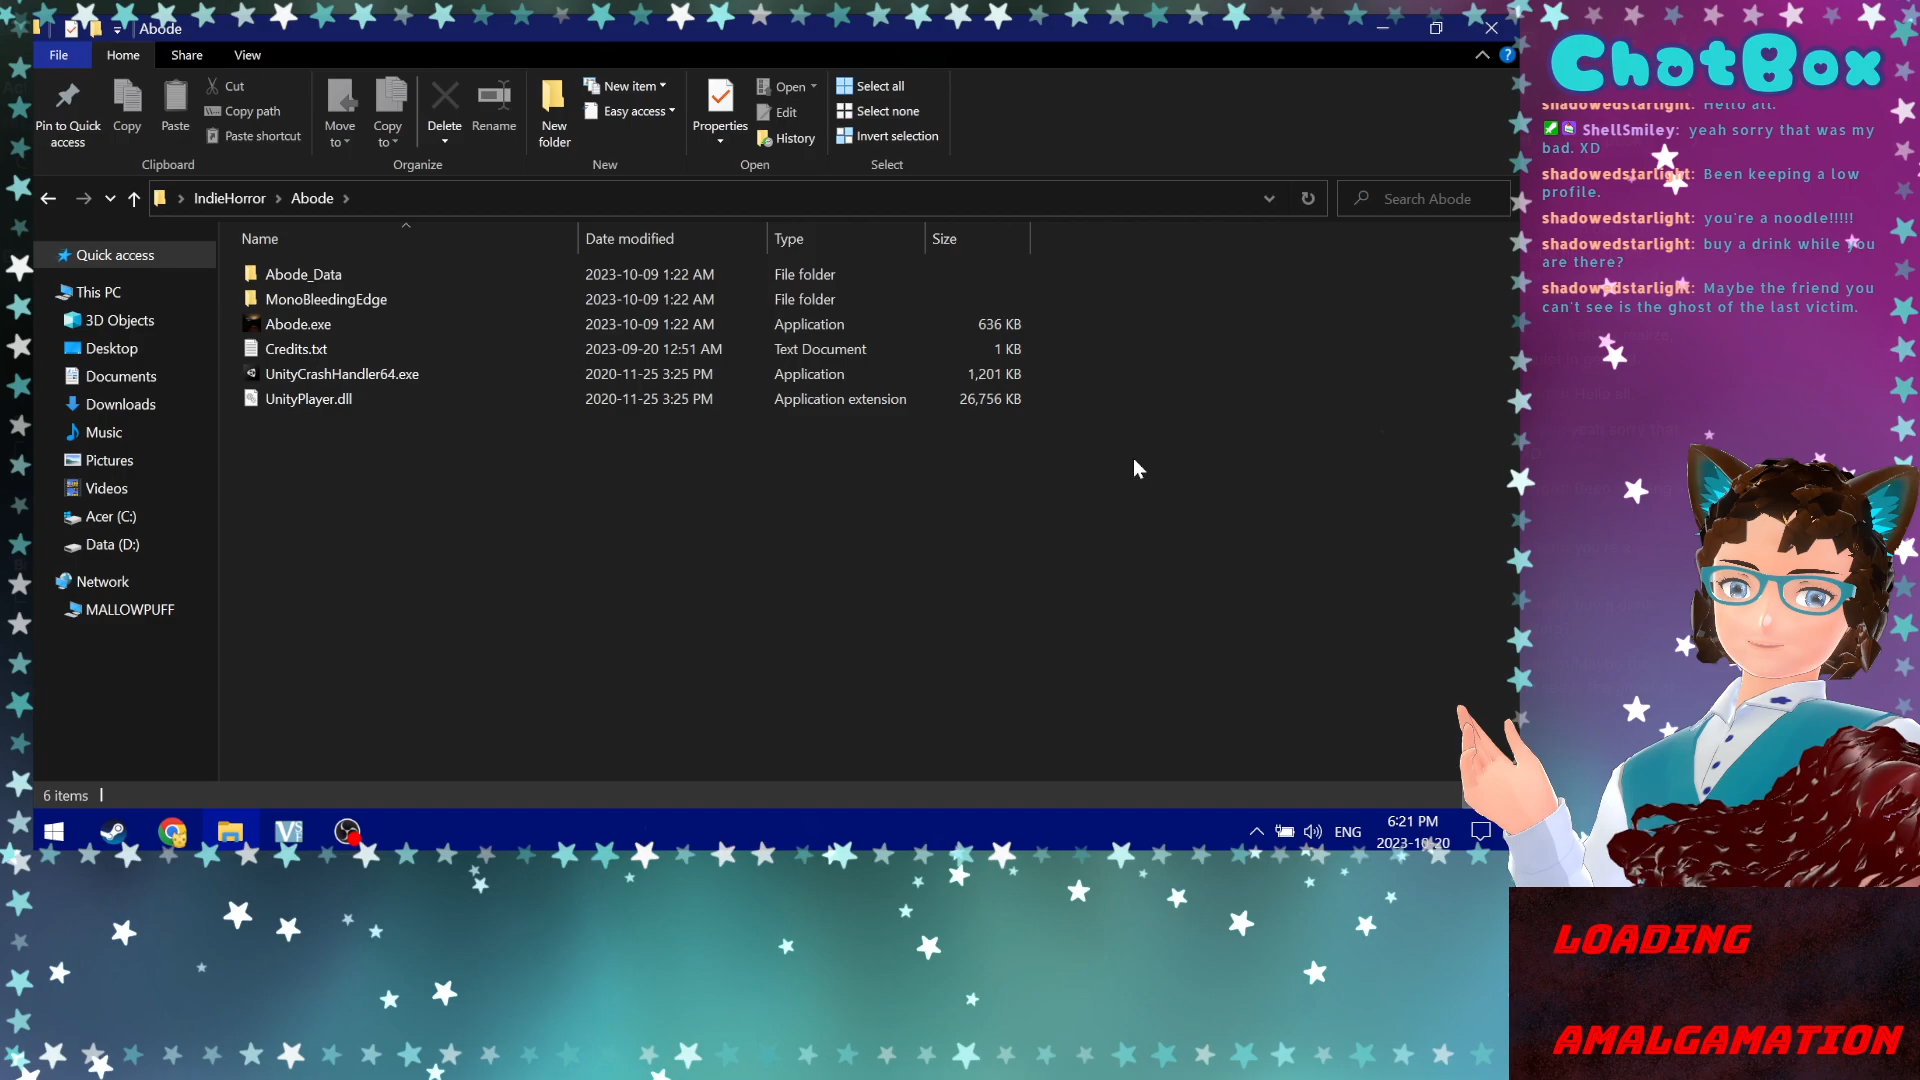 Abode
File
Home
Share
View
Pin to Quick access
Copy
Paste
Cut
Copy path
Paste shortcut
Clipboard
Move to
Copy to
Delete
Rename
Organize
New folder
New item
Easy access
New
Properties
Open
Edit
History
Open
Select all
Select none
Invert selection
Select
IndieHorror
Abode
Search Abode
Name
Date modified
Type
Size
Quick access
This PC
3D Objects
Desktop
Documents
Downloads
Music
Pictures
Videos
Acer (C:)
Data (D:)
Network
MALLOWPUFF
Abode_Data 2023-10-09 1:22 AM File folder
MonoBleedingEdge 2023-10-09 1:22 AM File folder
Abode.exe 2023-10-09 1:22 AM Application 636 KB
Credits.txt 2023-09-20 12:51 AM Text Document 1 KB
UnityCrashHandler64.exe 2020-11-25 3:25 PM Application 1,201 KB
UnityPlayer.dll 2020-11-25 3:25 PM Application extension 26,756 KB
6 items
ENG
6:21 PM
2023-10-20
ChatBox
shadowedstarlight: Hello all.
ShellSmiley: yeah sorry that was my
bad. XD
shadowedstarlight: Been keeping a low
profile.
shadowedstarlight: you're a noodle!!!!!
shadowedstarlight: buy a drink while you
are there?
shadowedstarlight: Maybe the friend you
can't see is the ghost of the last victim.
LOADING
AMALGAMATION